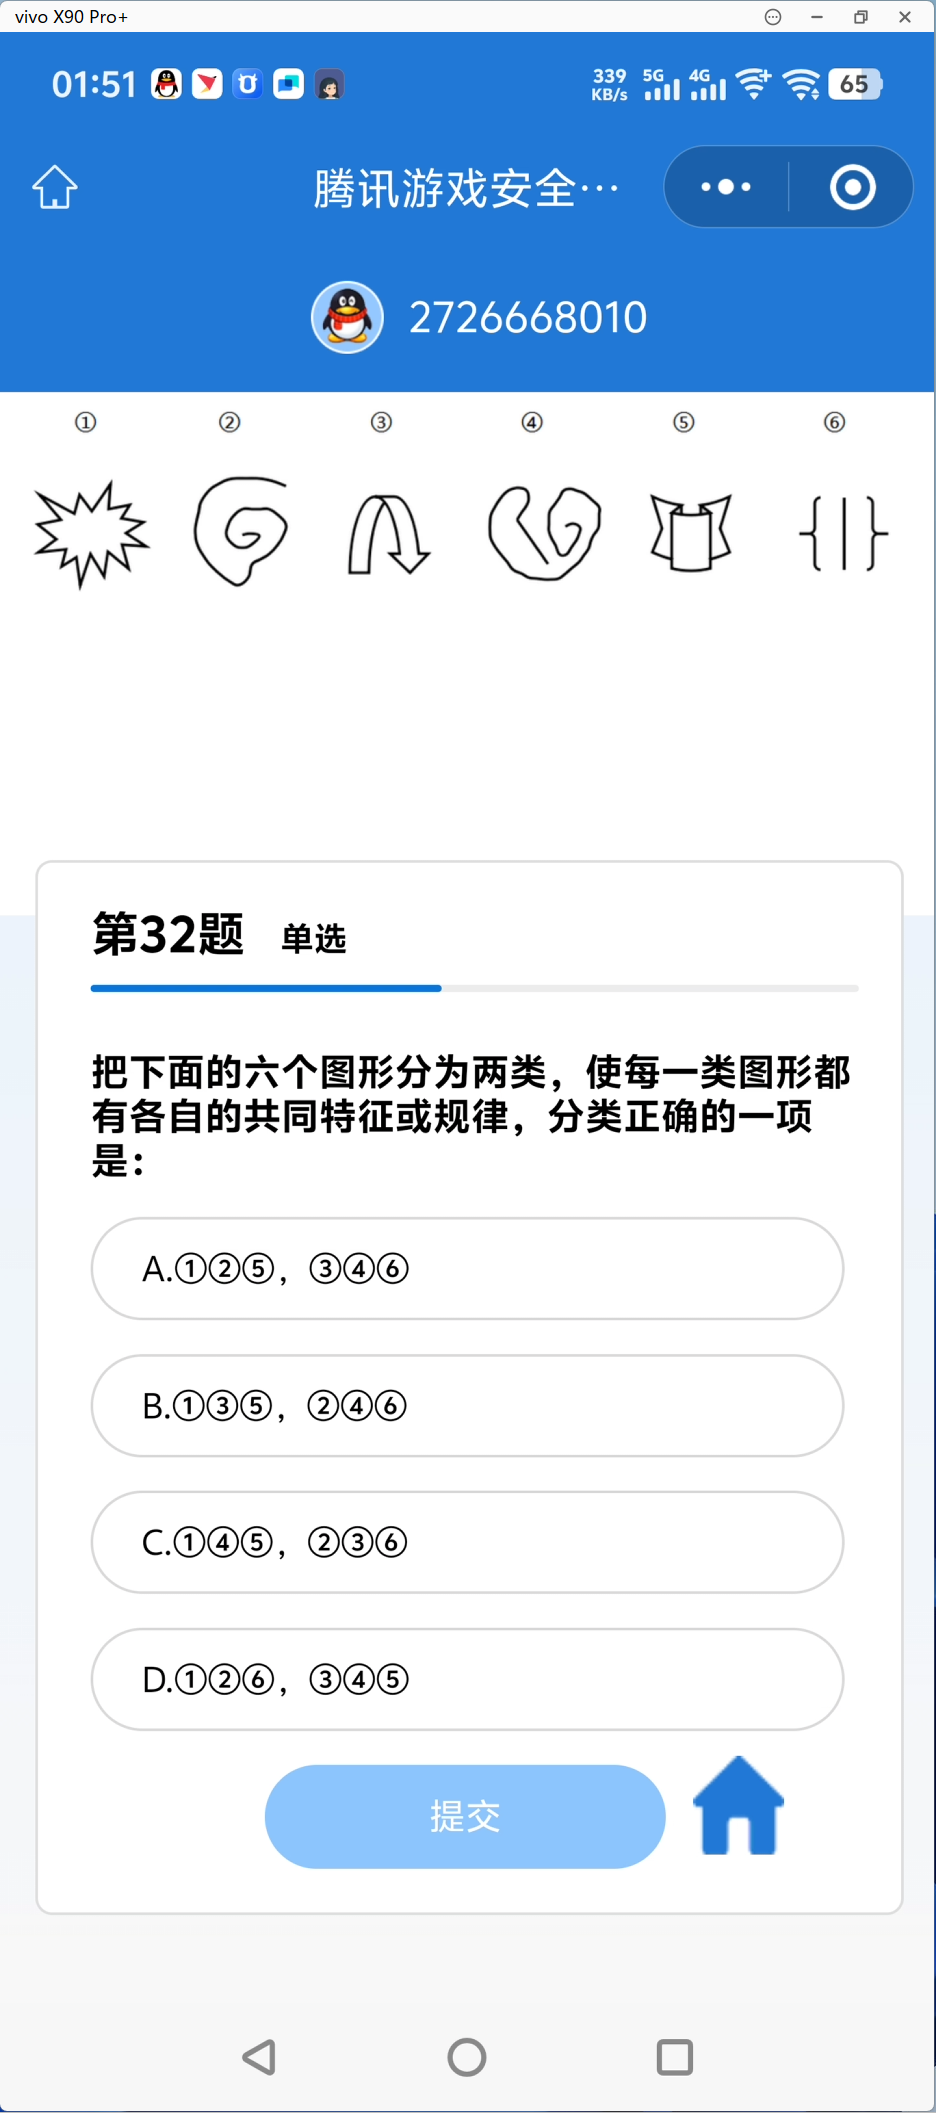 vivo X90 Pro+
01:51
339 KB/s 5G 4G 65
腾讯游戏安全…
2726668010
① ② ③ ④ ⑤ ⑥
第32题 单选
把下面的六个图形分为两类，使每一类图形都
有各自的共同特征或规律，分类正确的一项
是：
A.①②⑤，③④⑥
B.①③⑤，②④⑥
C.①④⑤，②③⑥
D.①②⑥，③④⑤
提交